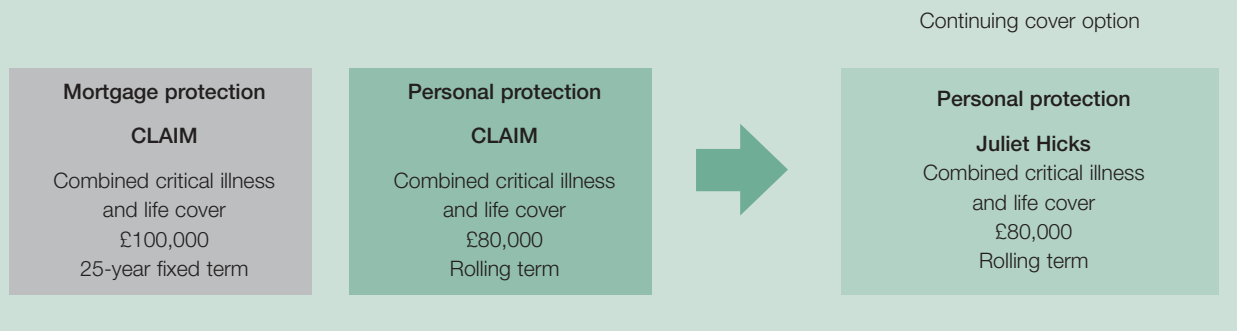 Continuing cover option
Mortgage protection
CLAIM
Combined critical illness
and life cover
£100,000
25-year fixed term
Personal protection
CLAIM
Combined critical illness
and life cover
£80,000
Rolling term
Personal protection
Juliet Hicks
Combined critical illness
and life cover
£80,000
Rolling term